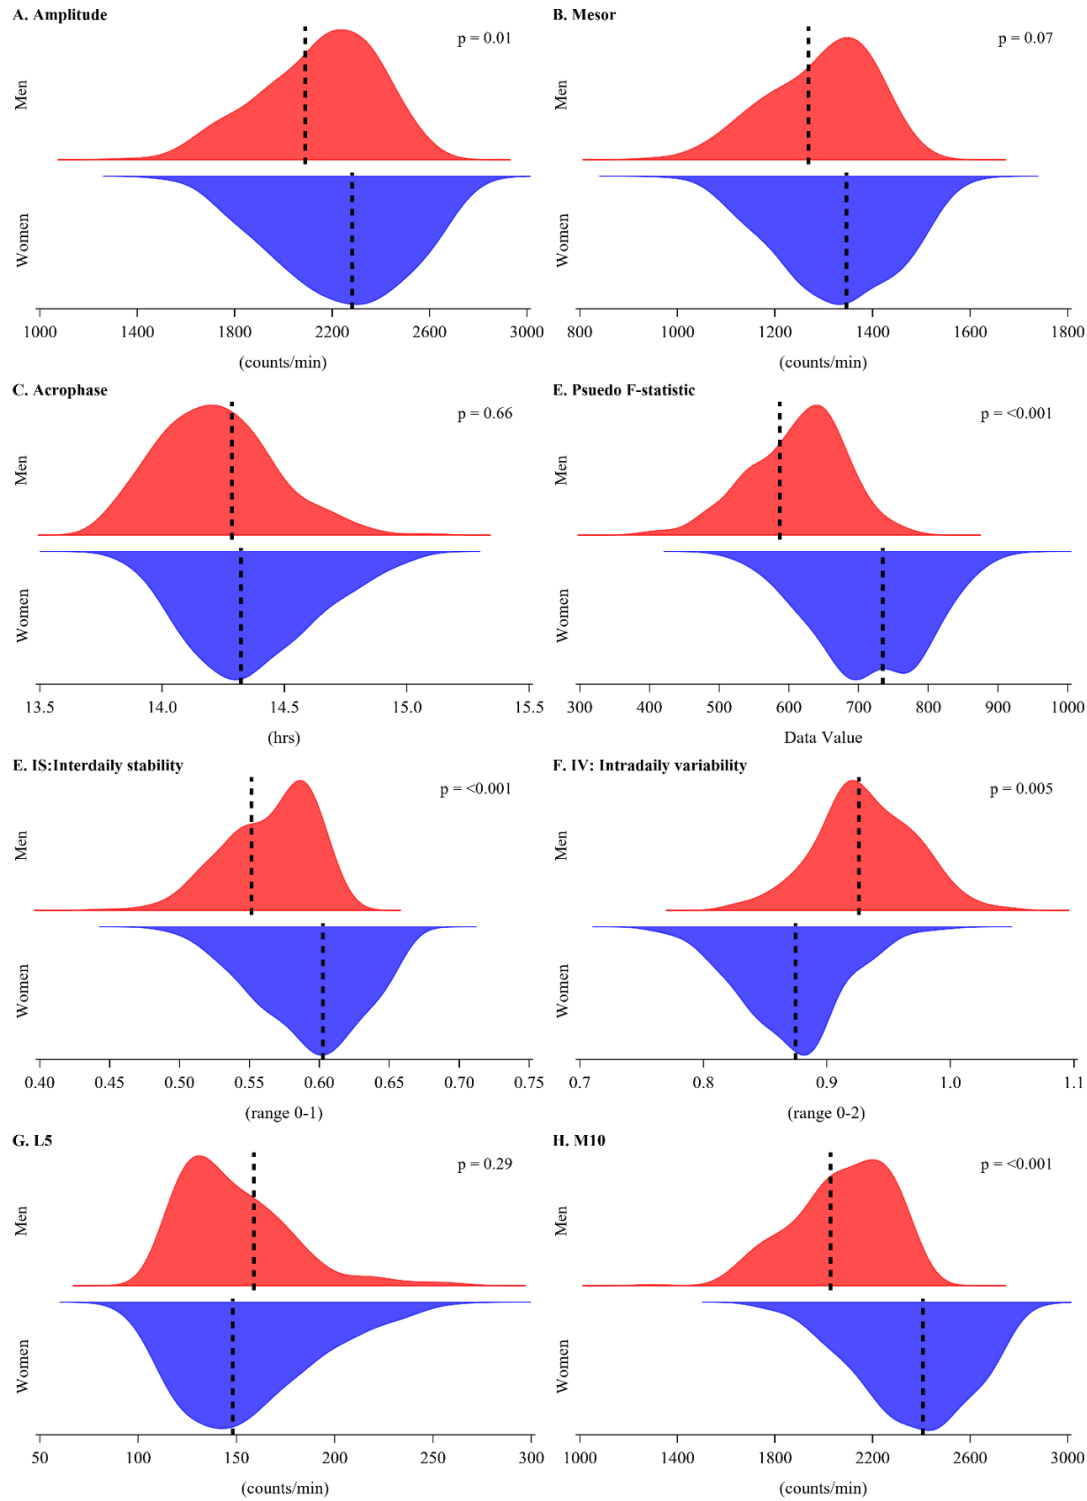 A. Amplitude
p = 0.01
Men
Women
1000 1400 1800 2200 2600 3000
(counts/min)
B. Mesor
p = 0.07
Men
Women
800 1000 1200 1400 1600 1800
(counts/min)
C. Acrophase
p = 0.66
Men
Women
13.5 14.0 14.5 15.0 15.5
(hrs)
E. Psuedo F-statistic
p = <0.001
Men
Women
300 400 500 600 700 800 900 1000
Data Value
E. IS:Interdaily stability
p = <0.001
Men
Women
0.40 0.45 0.50 0.55 0.60 0.65 0.70 0.75
(range 0-1)
F. IV: Intradaily variability
p = 0.005
Men
Women
0.7 0.8 0.9 1.0 1.1
(range 0-2)
G. L5
p = 0.29
Men
Women
50 100 150 200 250 300
(counts/min)
H. M10
p = <0.001
Men
Women
1000 1400 1800 2200 2600 3000
(counts/min)